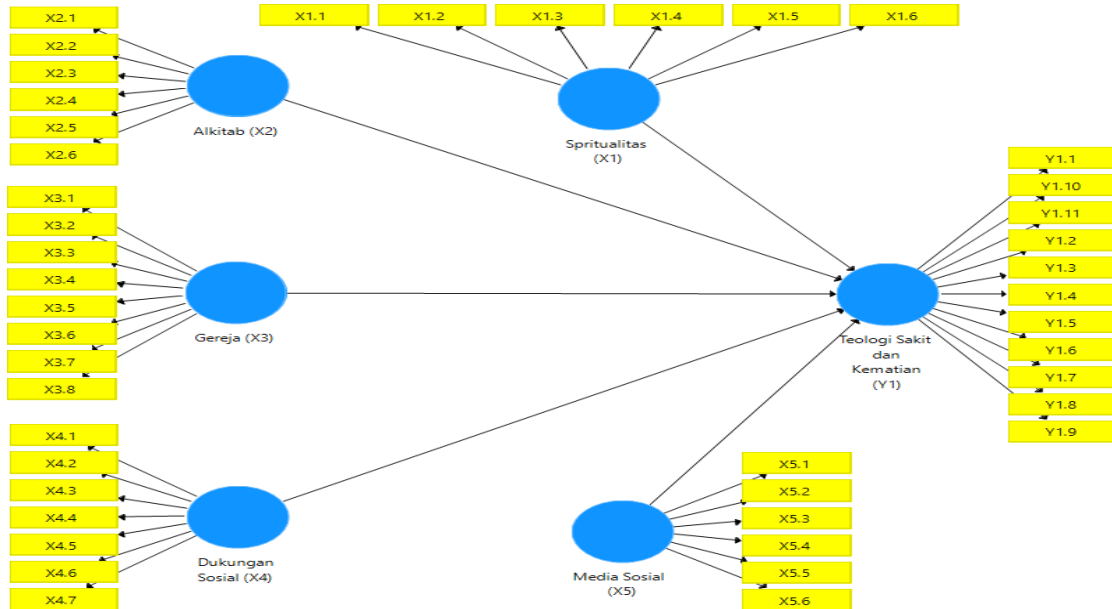 X2.1
X2.2
X2.3
X2.4
X2.5
X2.6
Alkitab (X2)
X1.1 X1.2 X1.3 X1.4 X1.5 X1.6
Spritualitas
(X1)
X3.1
X3.2
X3.3
X3.4
X3.5
X3.6
X3.7
X3.8
Gereja (X3)
Y1.1
Y1.10
Y1.11
Y1.2
Y1.3
Y1.4
Y1.5
Y1.6
Y1.7
Y1.8
Y1.9
Teologi Sakit
dan
Kematian
(Y1)
X4.1
X4.2
X4.3
X4.4
X4.5
X4.6
X4.7
Dukungan
Sosial (X4)
X5.1
X5.2
X5.3
X5.4
X5.5
X5.6
Media Sosial
(X5)